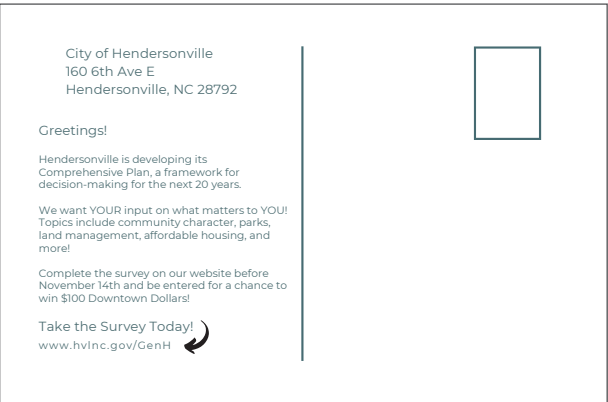 City of Hendersonville
160 6th Ave E
Hendersonville, NC 28792
Greetings!
Hendersonville is developing its
Comprehensive Plan, a framework for
decision-making for the next 20 years.
We want YOUR input on what matters to YOU!
Topics include community character, parks,
land management, affordable housing, and
more!
Complete the survey on our website before
November 14th and be entered for a chance to
win $100 Downtown Dollars!
Take the Survey Today!
www.hvlnc.gov/GenH